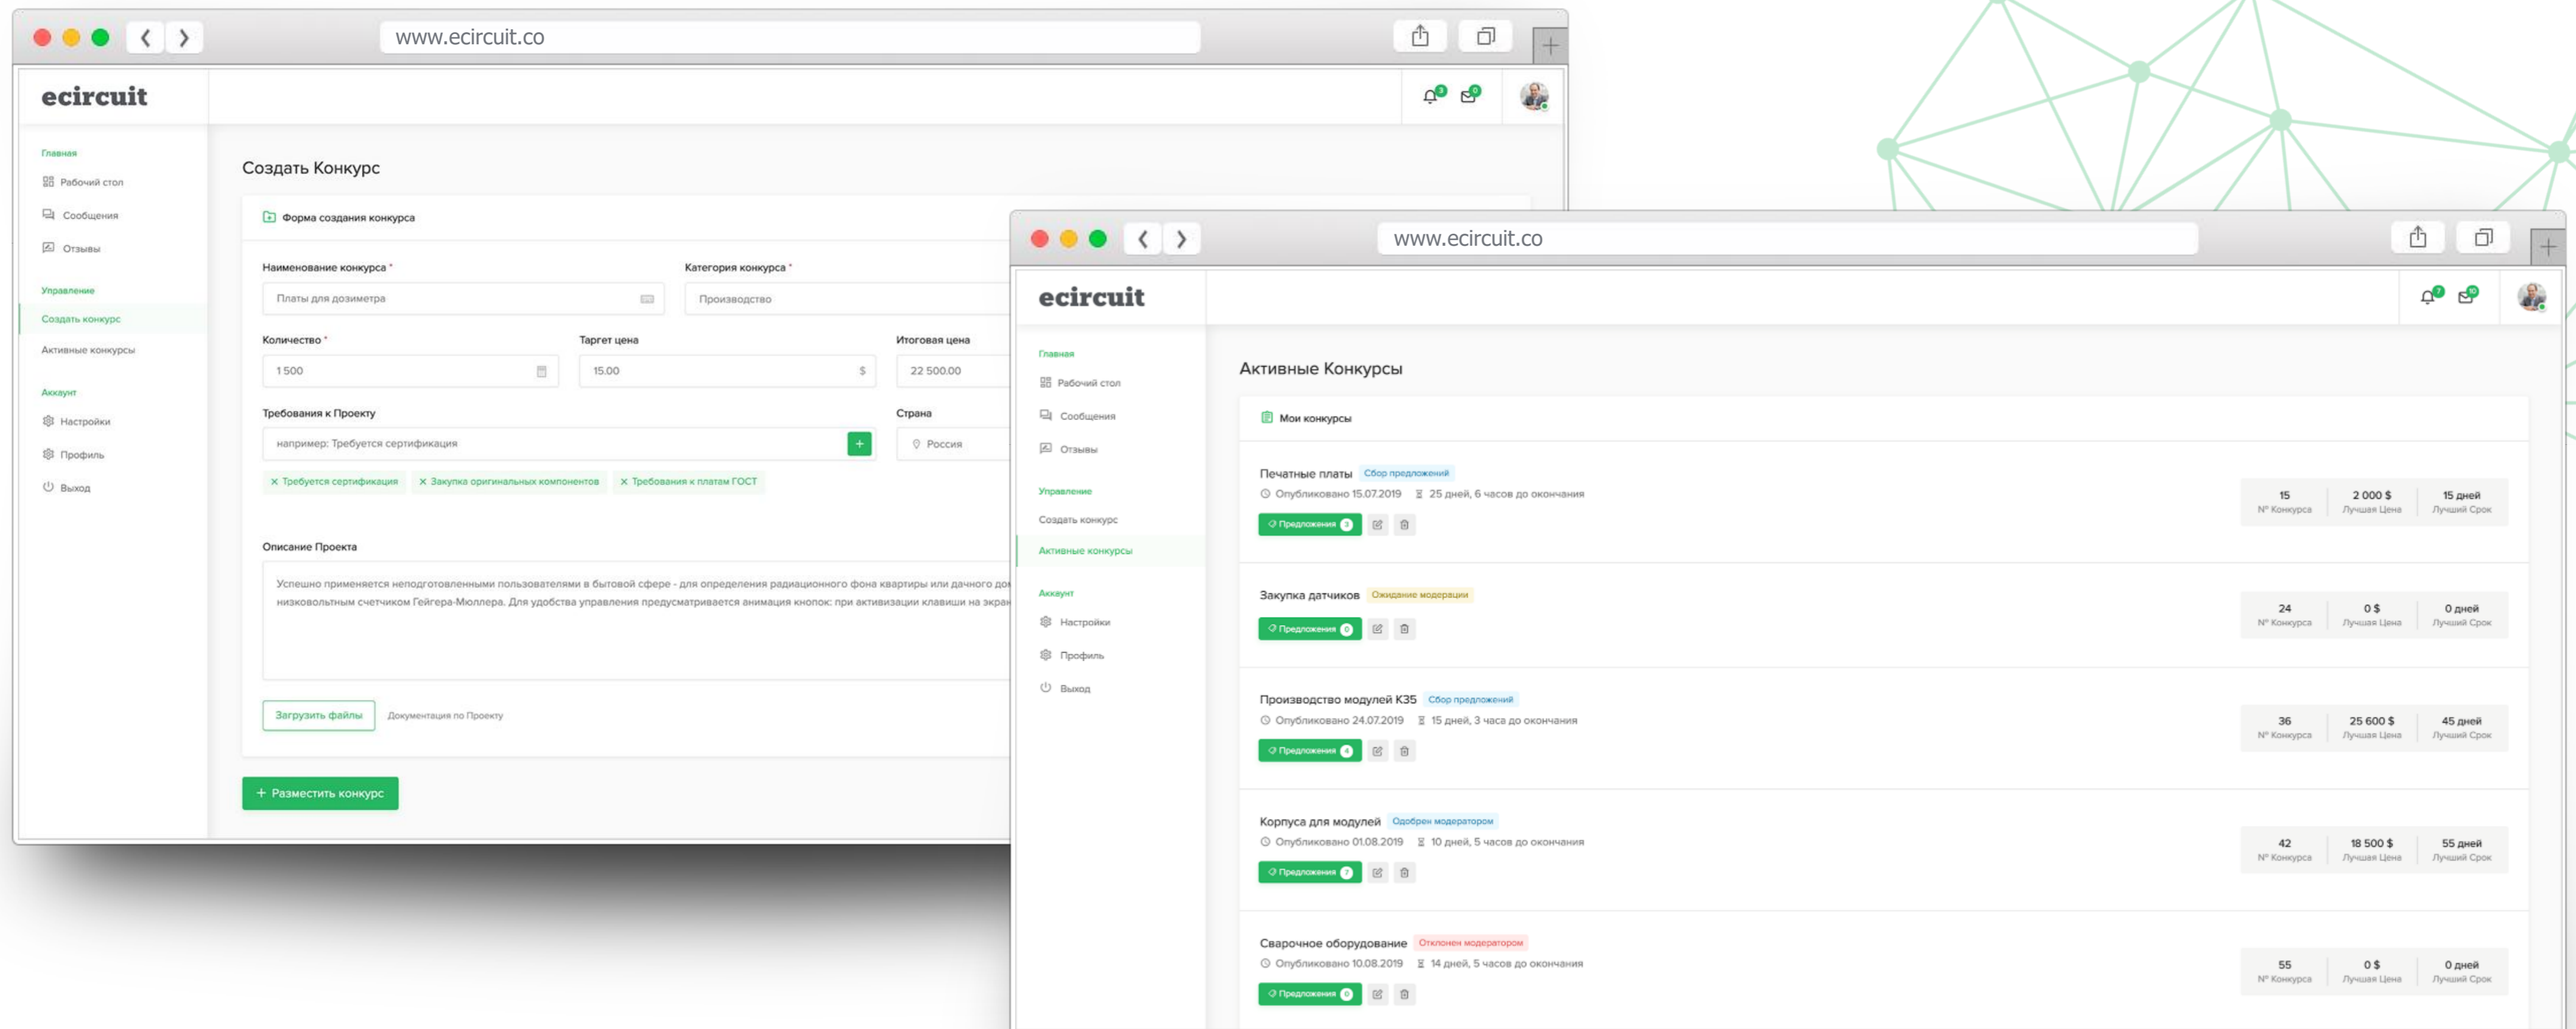 www.ecircuit.co
ecircuit
3
0
Главная
Рабочий стол
Сообщения
Отзывы
Управление
Создать конкурс
Активные конкурсы
Аккаунт
Настройки
Профиль
Выход
Создать Конкурс
Форма создания конкурса
Наименование конкурса *
Категория конкурса *
Платы для дозиметра
Производство
Количество *
Таргет цена
Итоговая цена
1 500
15.00
$
22 500.00
Требования к Проекту
Страна
например: Требуется сертификация
+
Россия
× Требуется сертификация
× Закупка оригинальных компонентов
× Требования к платам ГОСТ
Описание Проекта
Успешно применяется неподготовленными пользователями в бытовой сфере - для определения радиационного фона квартиры или дачного
низковольтным счетчиком Гейгера-Мюллера. Для удобства управления предусматривается анимация кнопок: при активизации клавиши на
Загрузить файлы
Документация по Проекту
+ Разместить конкурс
www.ecircuit.co
ecircuit
7
10
Главная
Рабочий стол
Сообщения
Отзывы
Управление
Создать конкурс
Активные конкурсы
Аккаунт
Настройки
Профиль
Выход
Активные Конкурсы
Мои конкурсы
Печатные платы Сбор предложений
Опубликовано 15.07.2019 25 дней, 6 часов до окончания
Предложения 3
15 2 000 $ 15 дней
№ Конкурса Лучшая Цена Лучший Срок
Закупка датчиков Ожидание модерации
Предложения 0
24 0 $ 0 дней
№ Конкурса Лучшая Цена Лучший Срок
Производство модулей К35 Сбор предложений
Опубликовано 24.07.2019 15 дней, 3 часа до окончания
Предложения 4
36 25 600 $ 45 дней
№ Конкурса Лучшая Цена Лучший Срок
Корпуса для модулей Одобрен модератором
Опубликовано 01.08.2019 10 дней, 5 часов до окончания
Предложения 7
42 18 500 $ 55 дней
№ Конкурса Лучшая Цена Лучший Срок
Сварочное оборудование Отклонен модератором
Опубликовано 10.08.2019 14 дней, 5 часов до окончания
Предложения 0
55 0 $ 0 дней
№ Конкурса Лучшая Цена Лучший Срок